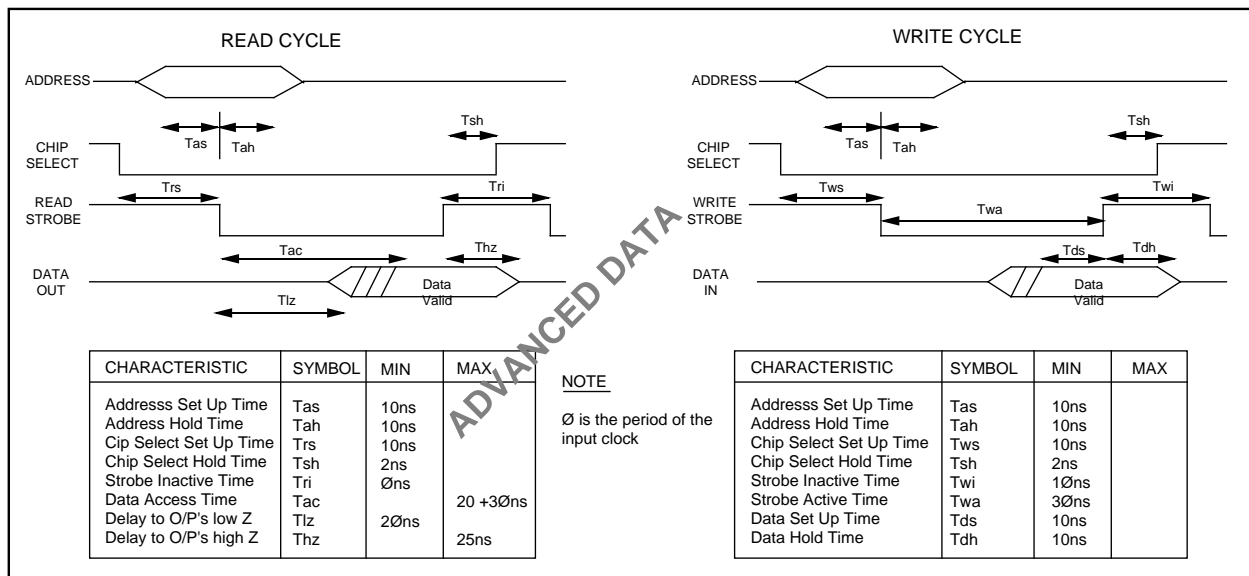 READ CYCLE
ADDRESS
Tas
Tah
Tsh
CHIP
SELECT
Trs
Tri
READ
STROBE
Tac
Thz
DATA
OUT
Data
Valid
Tlz
WRITE CYCLE
ADDRESS
Tas
Tah
Tsh
CHIP
SELECT
Tws
Twi
WRITE
STROBE
Twa
Tds
Tdh
DATA
IN
Data
Valid
ADVANCED DATA
CHARACTERISTIC SYMBOL MIN MAX
Addresss Set Up Time Tas 10ns
Address Hold Time Tah 10ns
Cip Select Set Up Time Trs 10ns
Chip Select Hold Time Tsh 2ns
Strobe Inactive Time Tri Øns
Data Access Time Tac 20 +3Øns
Delay to O/P's low Z Tlz 2Øns
Delay to O/P's high Z Thz 25ns
NOTE
Ø is the period of the
input clock
CHARACTERISTIC SYMBOL MIN MAX
Addresss Set Up Time Tas 10ns
Address Hold Time Tah 10ns
Chip Select Set Up Time Tws 10ns
Chip Select Hold Time Tsh 2ns
Strobe Inactive Time Twi 1Øns
Strobe Active Time Twa 3Øns
Data Set Up Time Tds 10ns
Data Hold Time Tdh 10ns